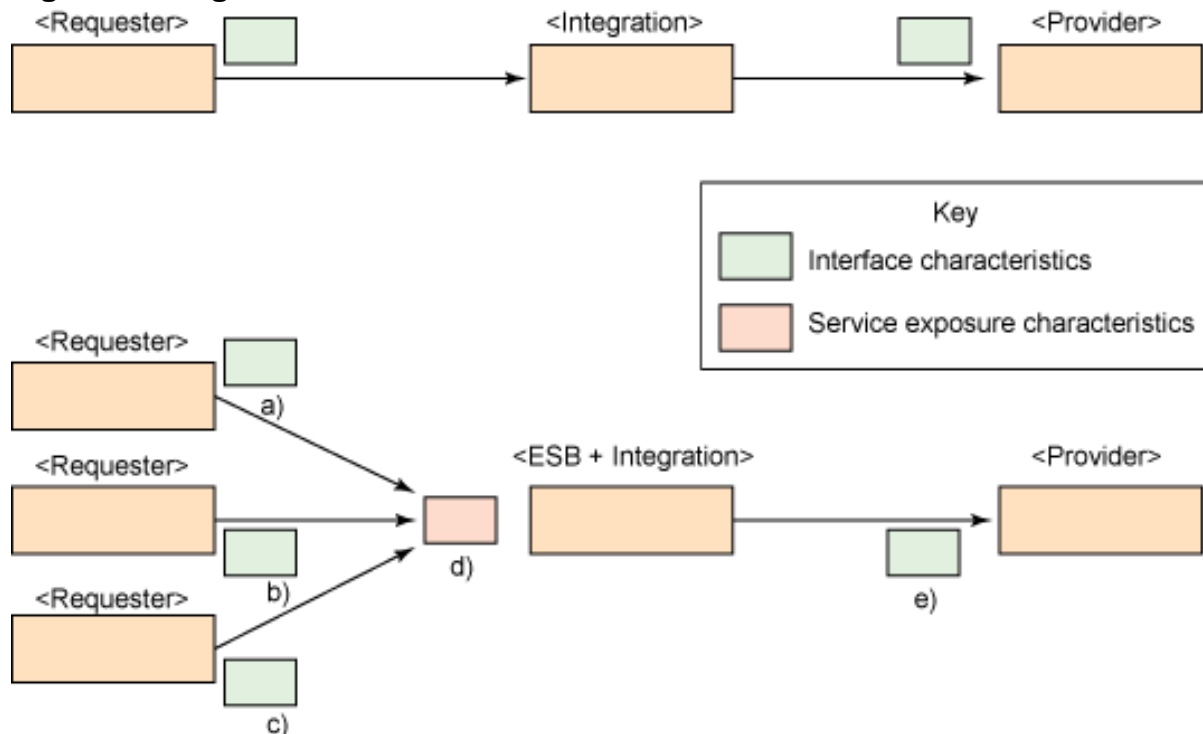 <Requester>
<Integration>
<Provider>
Key
Interface characteristics
Service exposure characteristics
<Requester>
a)
<Requester>
<ESB + Integration>
<Provider>
d)
b)
e)
<Requester>
c)